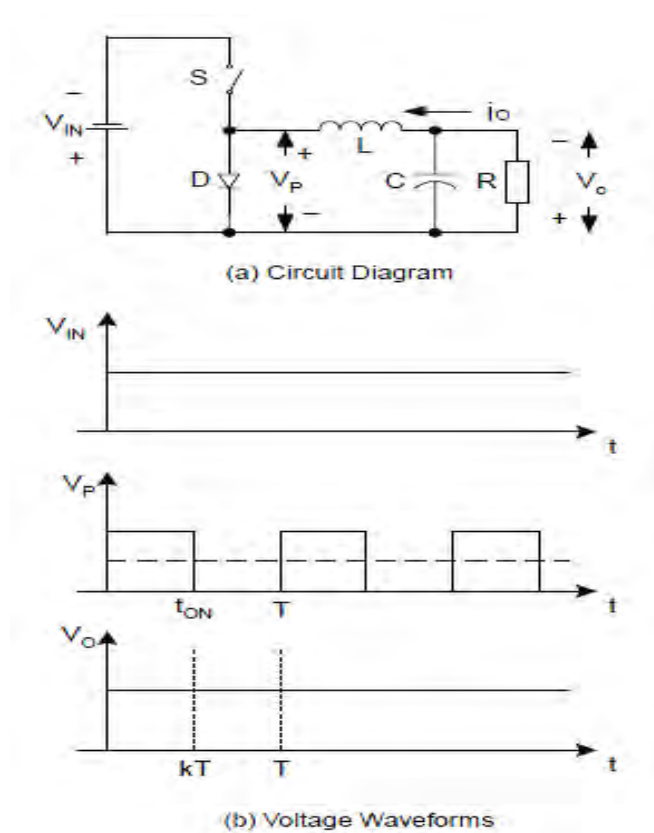 S
−
V_IN
+
i_O
L
+
V_P
−
D
C
R
−
V_o
+
(a) Circuit Diagram
V_IN
t
V_P
t_ON T t
V_O
kT T t
(b) Voltage Waveforms